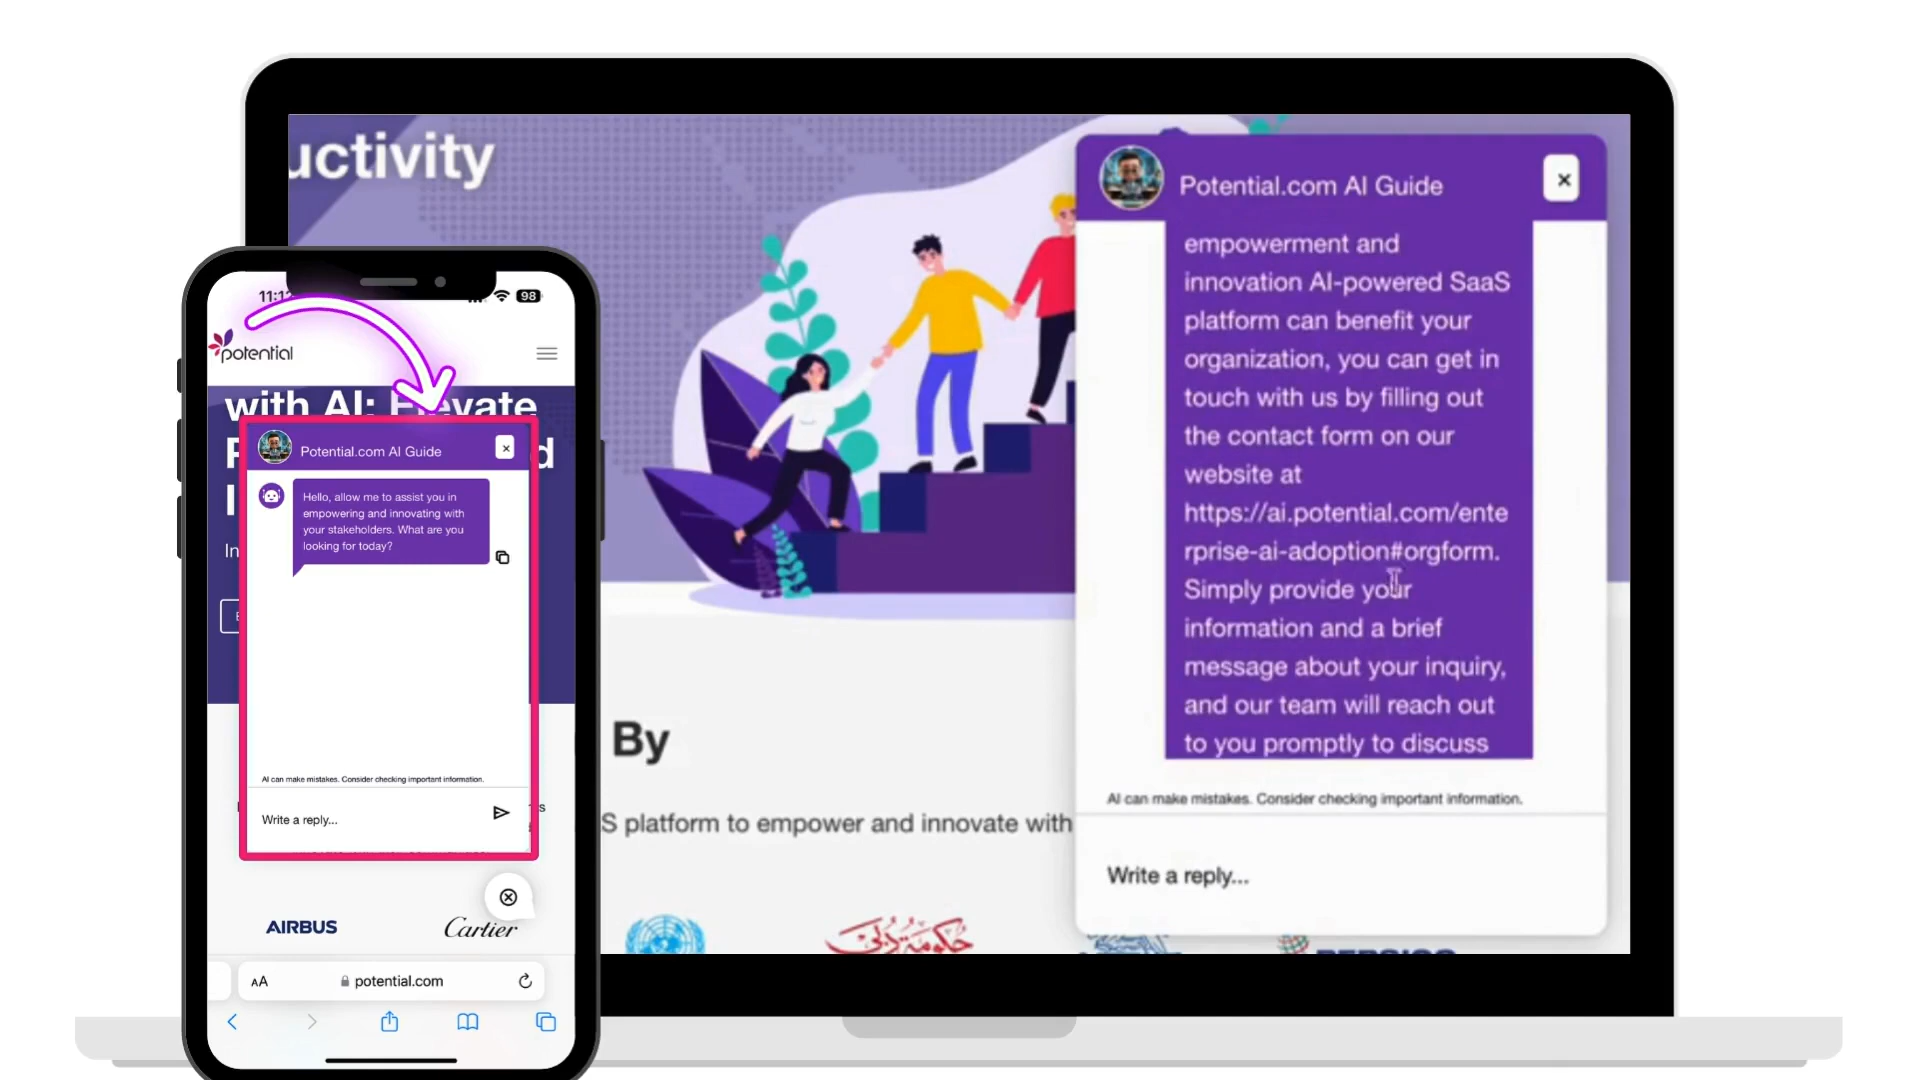 uctivity
Potential.com AI Guide
empowerment and
innovation AI-powered SaaS
platform can benefit your
organization, you can get in
touch with us by filling out
the contact form on our
website at
https://ai.potential.com/ente
rprise-ai-adoption#orgform.
Simply provide your
information and a brief
message about your inquiry,
and our team will reach out
to you promptly to discuss
AI can make mistakes. Consider checking important information.
Write a reply...
By
S platform to empower and innovate with
حكومة دبي
98
potential
with AI: Elevate
d
In
Potential.com AI Guide
Hello, allow me to assist you in
empowering and innovating with
your stakeholders. What are you
looking for today?
AI can make mistakes. Consider checking important information.
Write a reply...
s
AIRBUS
Cartier
AA
potential.com